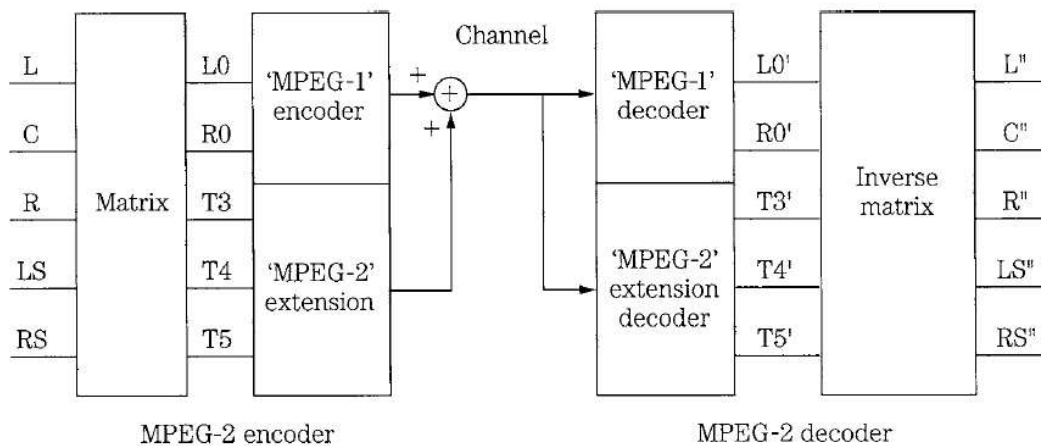 Channel
L
C
R
LS
RS
Matrix
L0
R0
T3
T4
T5
'MPEG-1'
encoder
'MPEG-2'
extension
+
+
+
'MPEG-1'
decoder
'MPEG-2'
extension
decoder
L0'
R0'
T3'
T4'
T5'
Inverse
matrix
L"
C"
R"
LS"
RS"
MPEG-2 encoder
MPEG-2 decoder